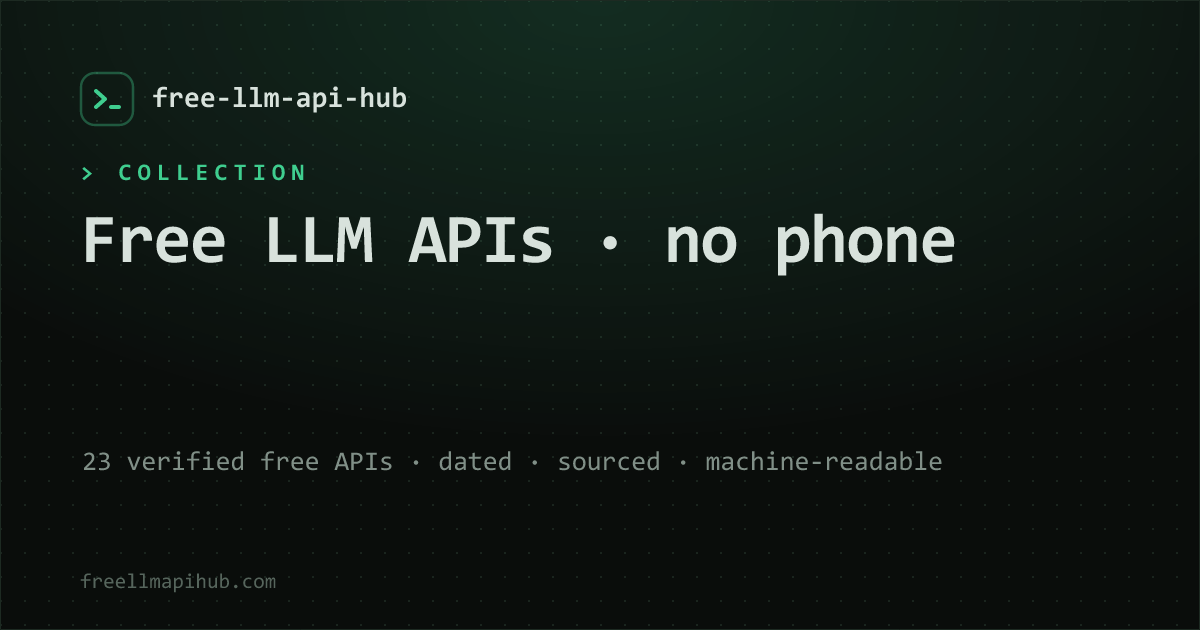 >_ free-llm-api-hub
> COLLECTION
Free LLM APIs · no phone
23 verified free APIs · dated · sourced · machine-readable
freellmapihub.com